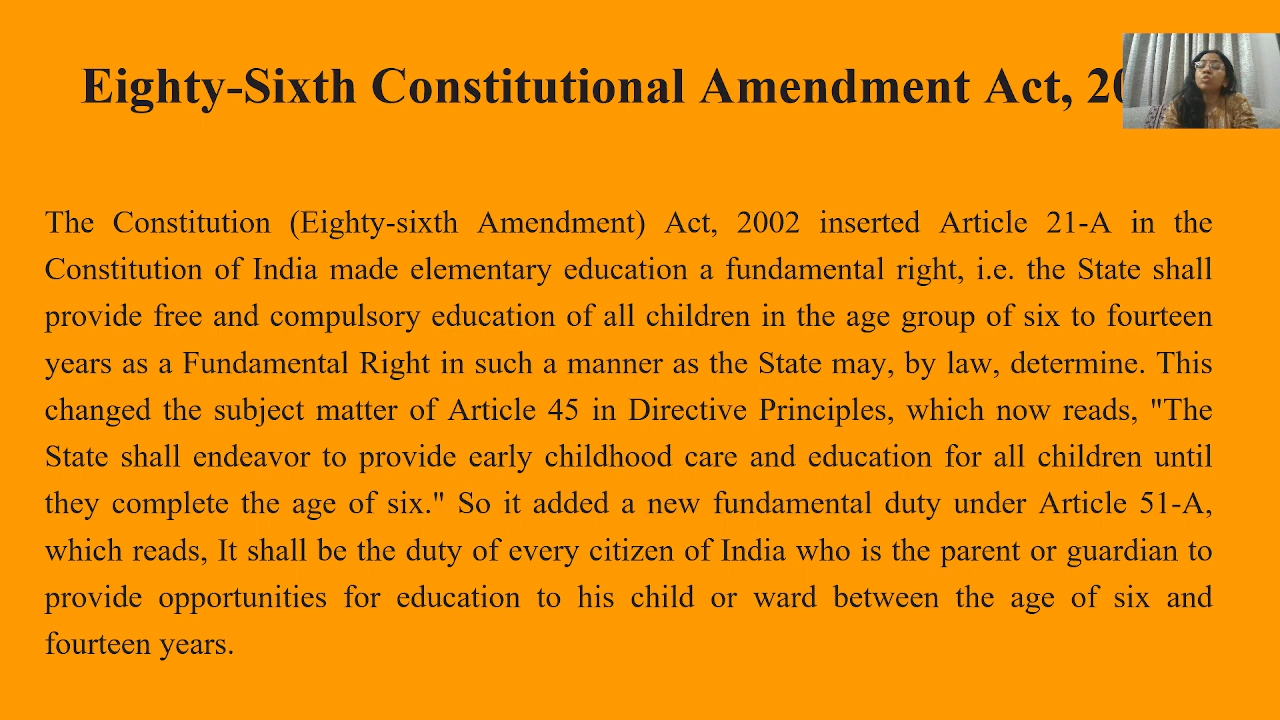 Eighty-Sixth Constitutional Amendment Act, 20
The Constitution (Eighty-sixth Amendment) Act, 2002 inserted Article 21-A in the
Constitution of India made elementary education a fundamental right, i.e. the State shall
provide free and compulsory education of all children in the age group of six to fourteen
years as a Fundamental Right in such a manner as the State may, by law, determine. This
changed the subject matter of Article 45 in Directive Principles, which now reads, "The
State shall endeavor to provide early childhood care and education for all children until
they complete the age of six." So it added a new fundamental duty under Article 51-A,
which reads, It shall be the duty of every citizen of India who is the parent or guardian to
provide opportunities for education to his child or ward between the age of six and
fourteen years.